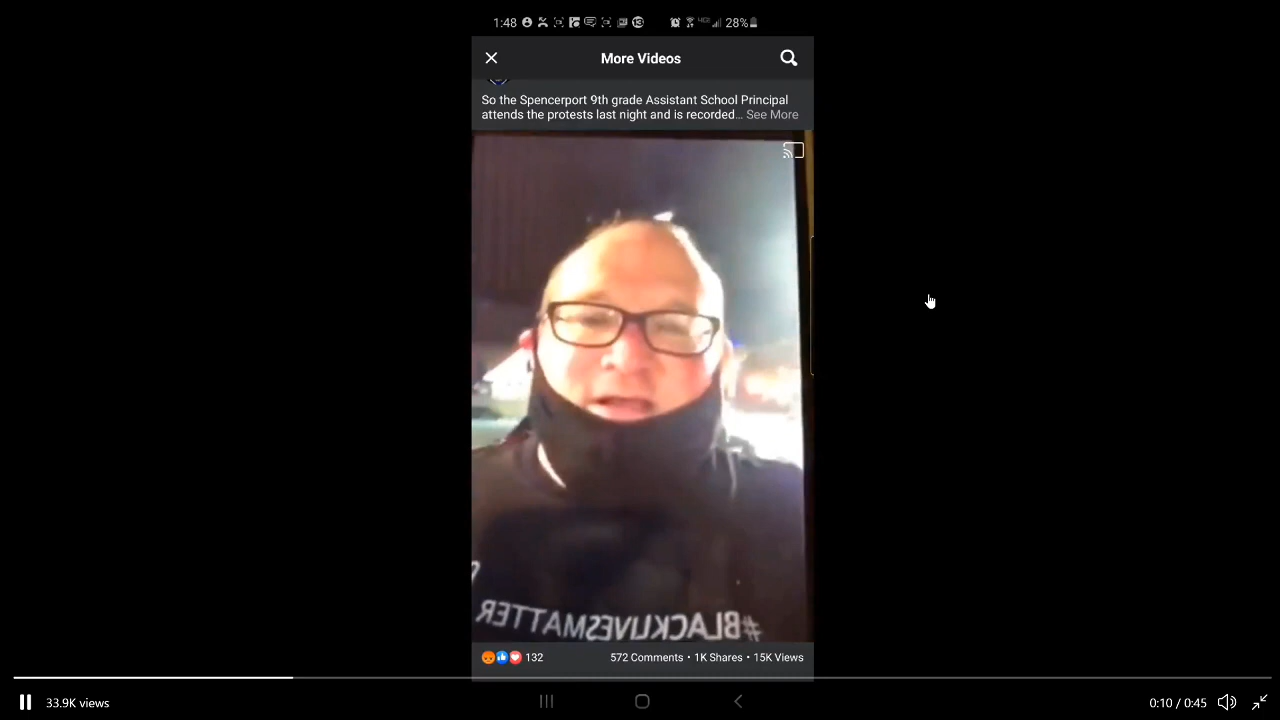 1:48
28%
More Videos
So the Spencerport 9th grade Assistant School Principal
attends the protests last night and is recorded... See More
#BLACKLIVESMATTER
132
572 Comments • 1K Shares • 15K Views
33.9K views
0:10 / 0:45